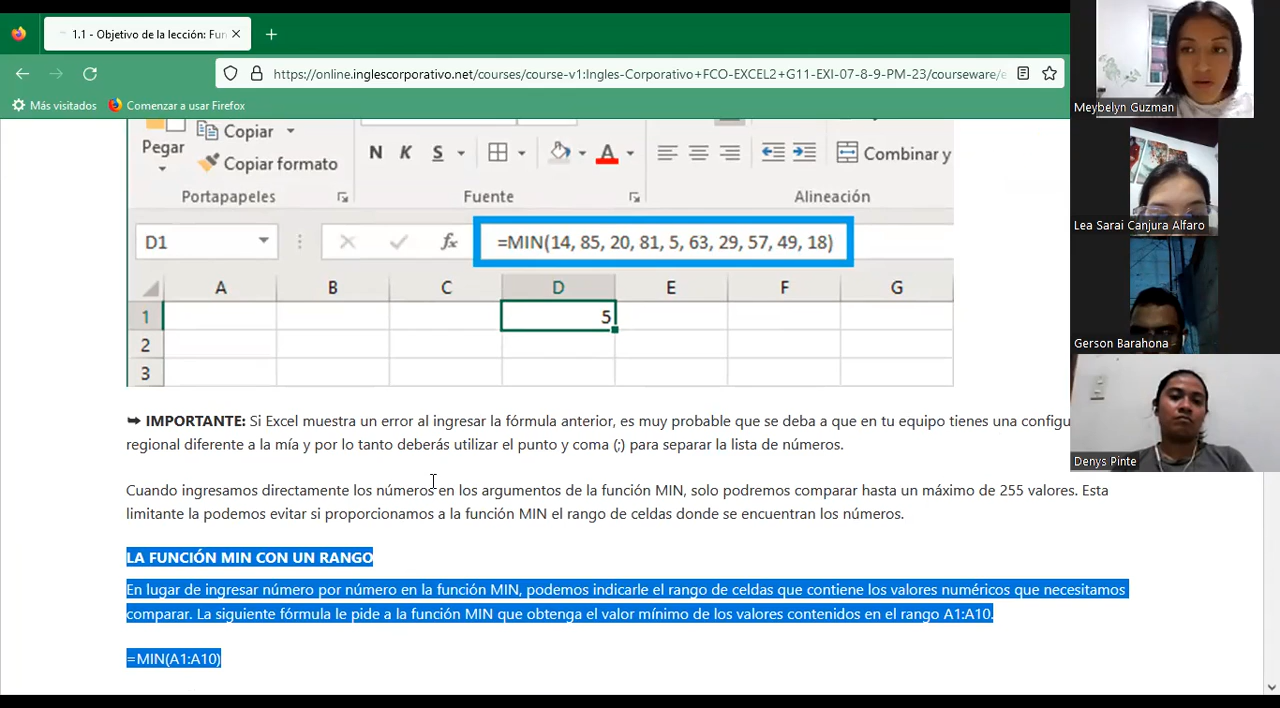 1.1 - Objetivo de la lección: Fun
https://online.inglescorporativo.net/courses/course-v1:Ingles-Corporativo+FCO-EXCEL2+G11-EXI-07-8-9-PM-23/courseware/e
Más visitados Comenzar a usar Firefox
Pegar Copiar
Copiar formato
N K S A Combinar y
Portapapeles Fuente Alineación
D1 fx =MIN(14, 85, 20, 81, 5, 63, 29, 57, 49, 18)
A B C D E F G
1 5
2
3
➥ IMPORTANTE: Si Excel muestra un error al ingresar la fórmula anterior, es muy probable que se deba a que en tu equipo tienes una configu
regional diferente a la mía y por lo tanto deberás utilizar el punto y coma (;) para separar la lista de números.
Cuando ingresamos directamente los números en los argumentos de la función MIN, solo podremos comparar hasta un máximo de 255 valores. Esta
limitante la podemos evitar si proporcionamos a la función MIN el rango de celdas donde se encuentran los números.
LA FUNCIÓN MIN CON UN RANGO
En lugar de ingresar número por número en la función MIN, podemos indicarle el rango de celdas que contiene los valores numéricos que necesitamos
comparar. La siguiente fórmula le pide a la función MIN que obtenga el valor mínimo de los valores contenidos en el rango A1:A10.
=MIN(A1:A10)
Meybelyn Guzman
Lea Sarai Canjura Alfaro
Gerson Barahona
Denys Pinte